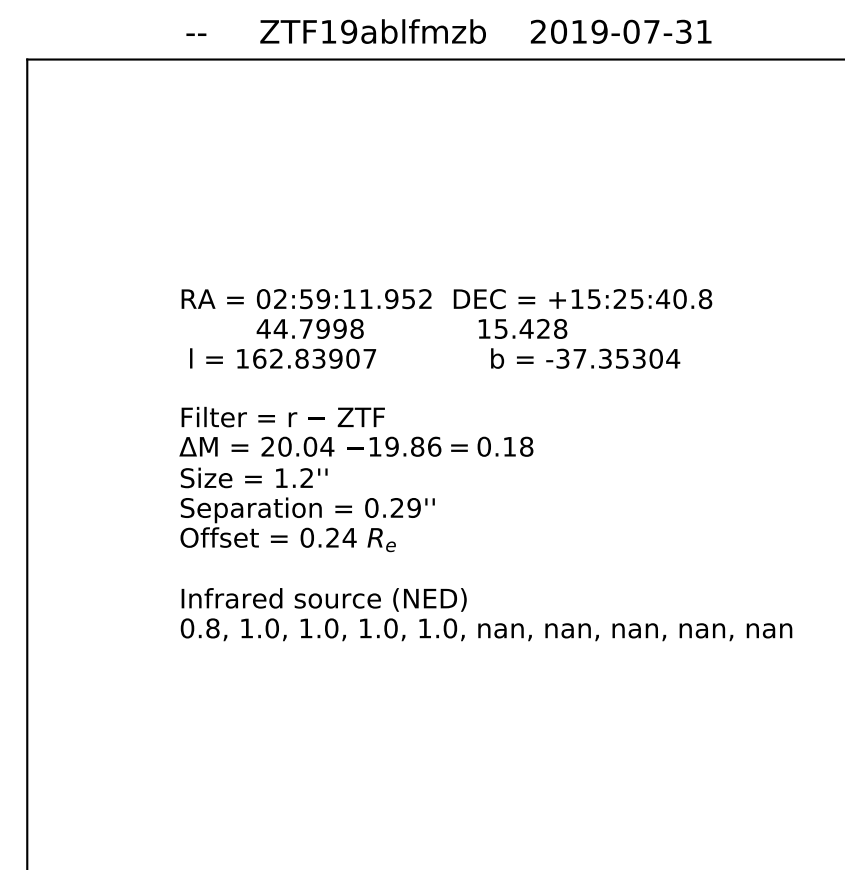 -- ZTF19ablfmzb 2019-07-31
RA = 02:59:11.952 DEC = +15:25:40.8
44.7998 15.428
l = 162.83907 b = -37.35304
Filter = r − ZTF
ΔM = 20.04 −19.86 = 0.18
Size = 1.2''
Separation = 0.29''
Offset = 0.24 Re
Infrared source (NED)
0.8, 1.0, 1.0, 1.0, 1.0, nan, nan, nan, nan, nan